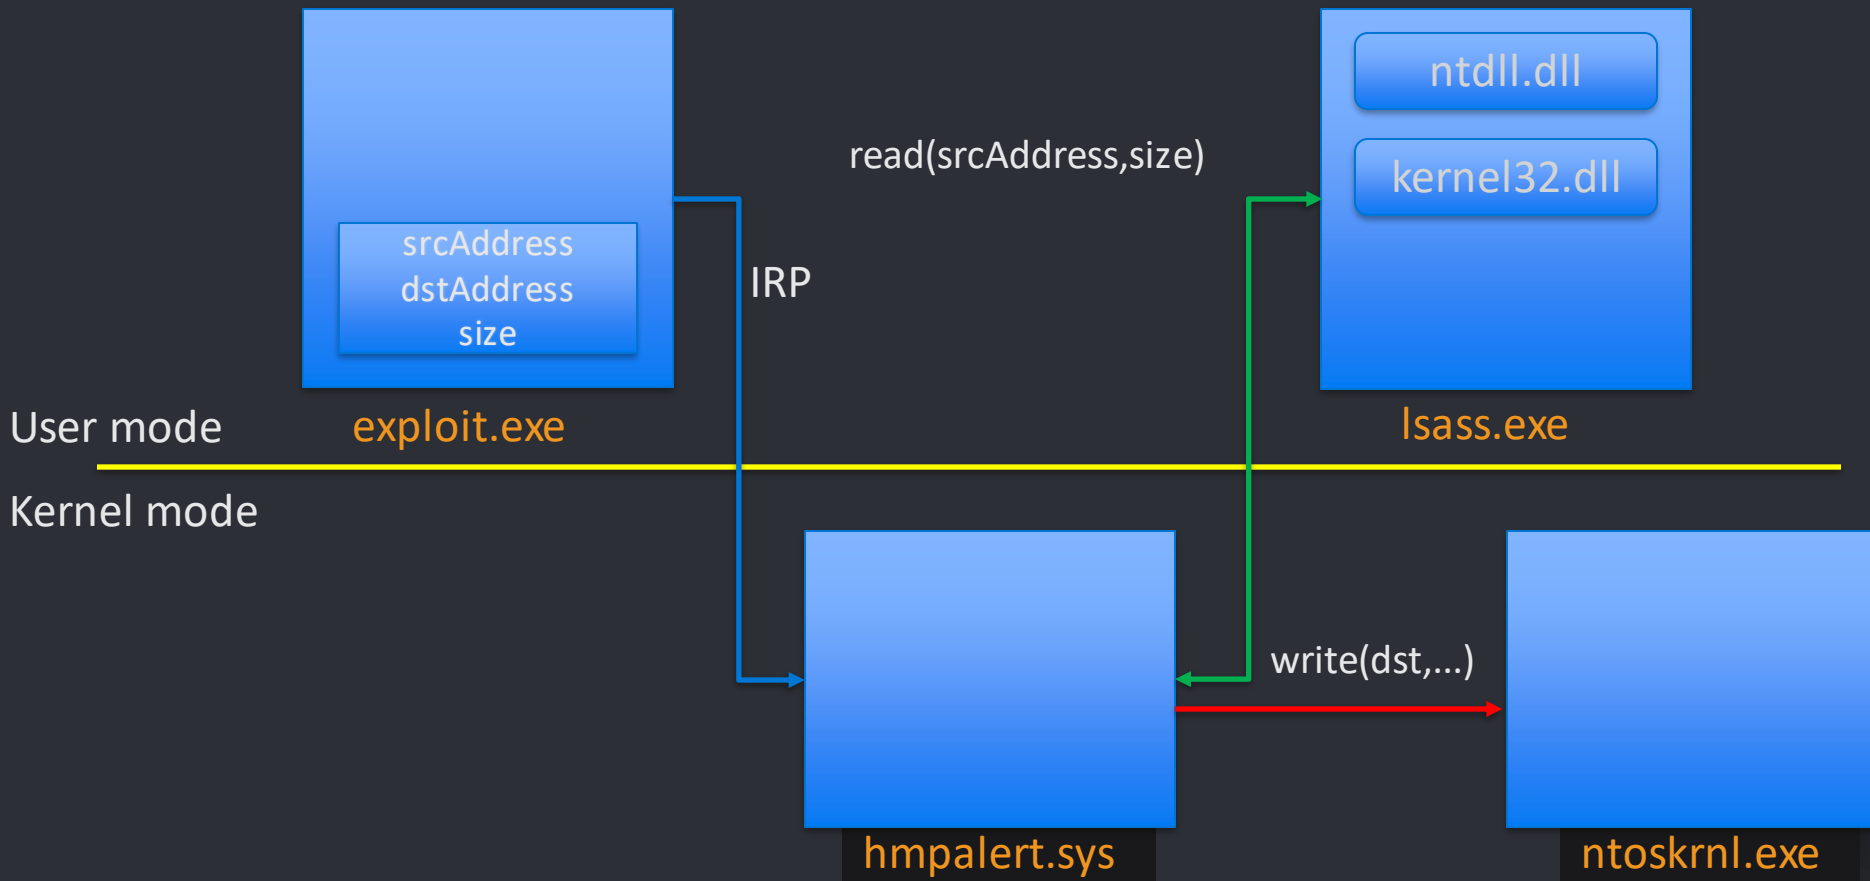 ntdll.dll
read(srcAddress,size)
kernel32.dll
srcAddress
dstAddress
size
IRP
User mode
exploit.exe
lsass.exe
Kernel mode
write(dst,...)
hmpalert.sys
ntoskrnl.exe